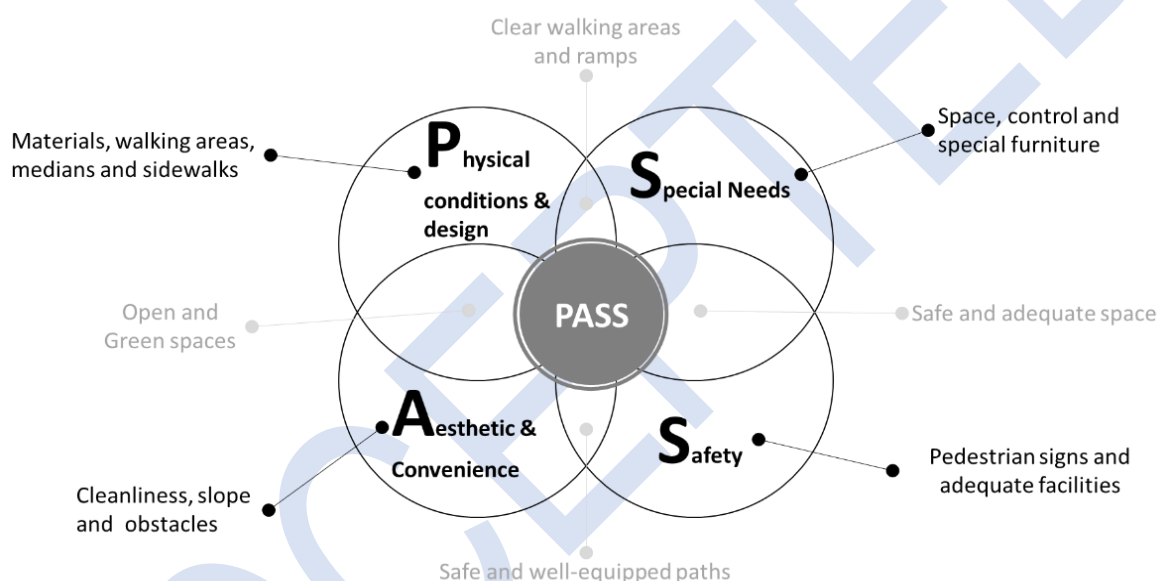 Clear walking areas
and ramps
Materials, walking areas,
medians and sidewalks
Physical
conditions &
design
Special Needs
Space, control and
special furniture
Open and
Green spaces
PASS
Safe and adequate space
Aesthetic &
Convenience
Safety
Cleanliness, slope
and obstacles
Pedestrian signs and
adequate facilities
Safe and well-equipped paths